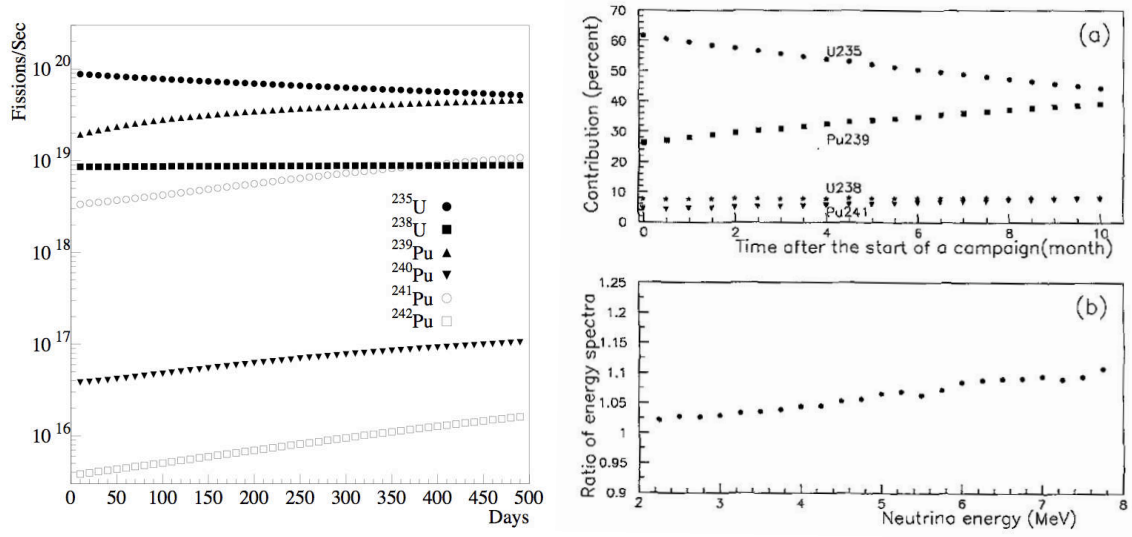 Fissions/Sec
10^20
10^19
10^18
10^17
10^16
^235U
^238U
^239Pu
^240Pu
^241Pu
^242Pu
0 50 100 150 200 250 300 350 400 450 500
Days
(a)
Contribution (percent)
70
60
50
40
30
20
10
0
U235
Pu239
U238
Pu241
0 2 4 6 8 10
Time after the start of a campaign(month)
(b)
Ratio of energy spectra
1.25
1.2
1.15
1.1
1.05
1
0.95
0.9
2 3 4 5 6 7 8
Neutrino energy (MeV)